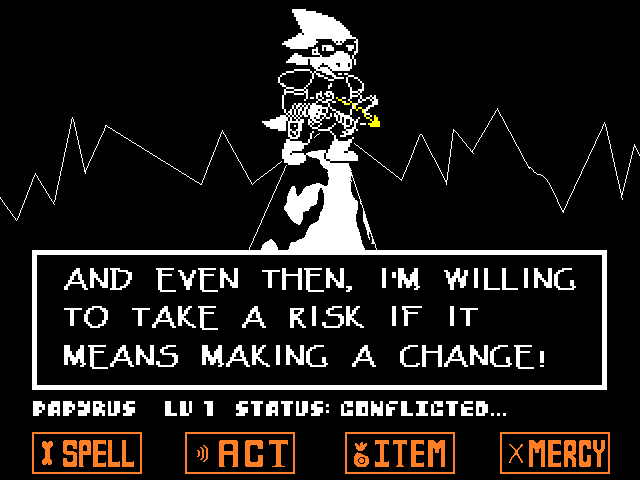 AND EVEN THEN, I'M WILLING
TO TAKE A RISK IF IT
MEANS MAKING A CHANGE!
PAPYRUS LV 1 STATUS: CONFLICTED...
SPELL ACT ITEM MERCY